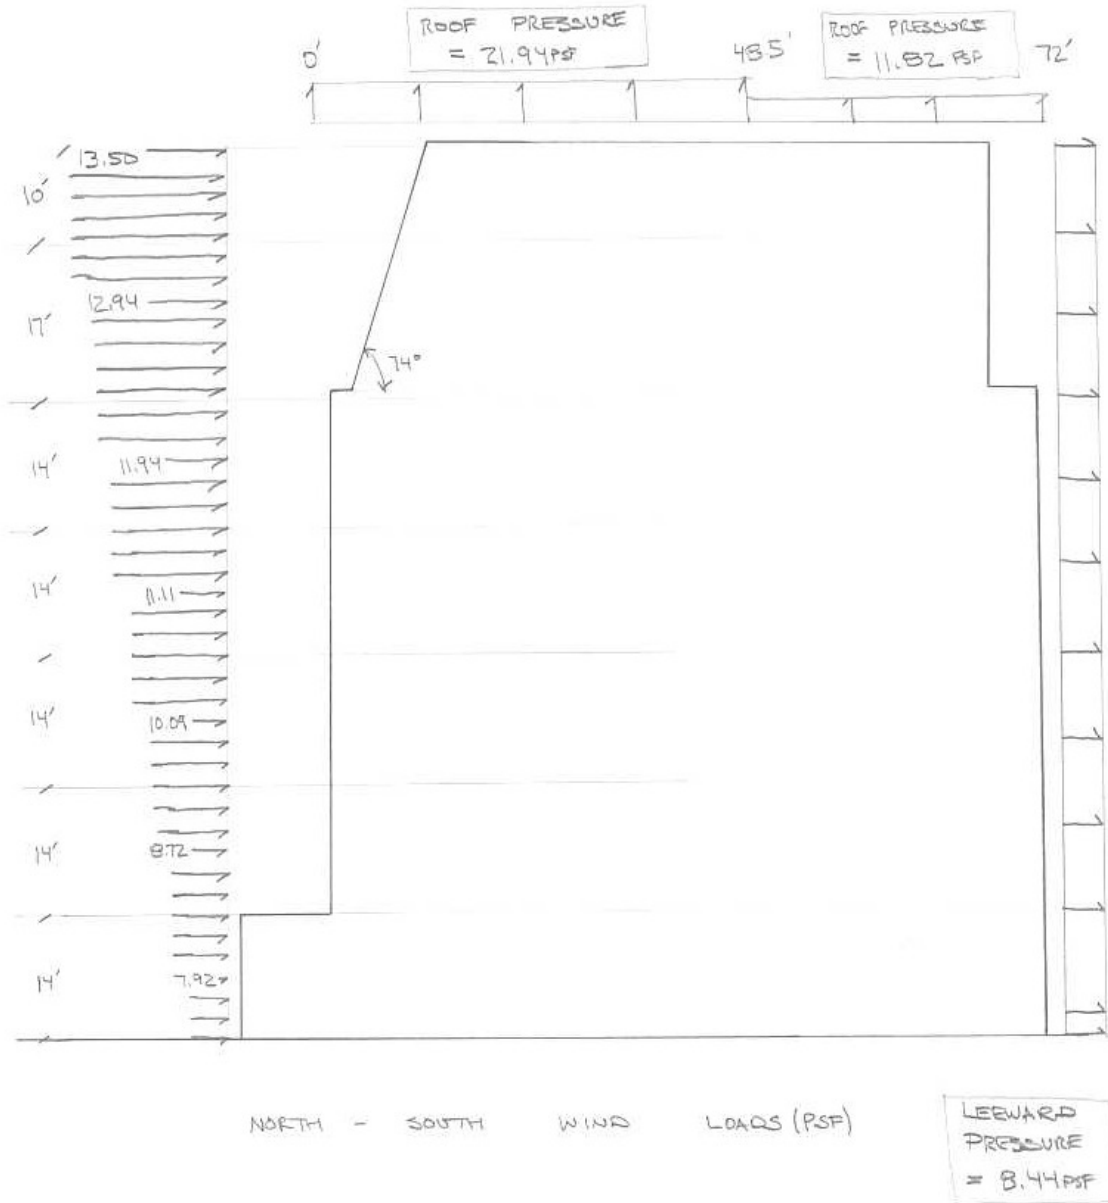 ROOF PRESSURE
= 21.94 PSF
ROOF PRESSURE
= 11.82 PSF
0'
48.5'
72'
13.50
10'
12.94
17'
74°
11.94
14'
11.11
14'
10.09
14'
8.72
14'
7.92
14'
NORTH - SOUTH WIND LOADS (PSF)
LEEWARD
PRESSURE
= 8.44 PSF